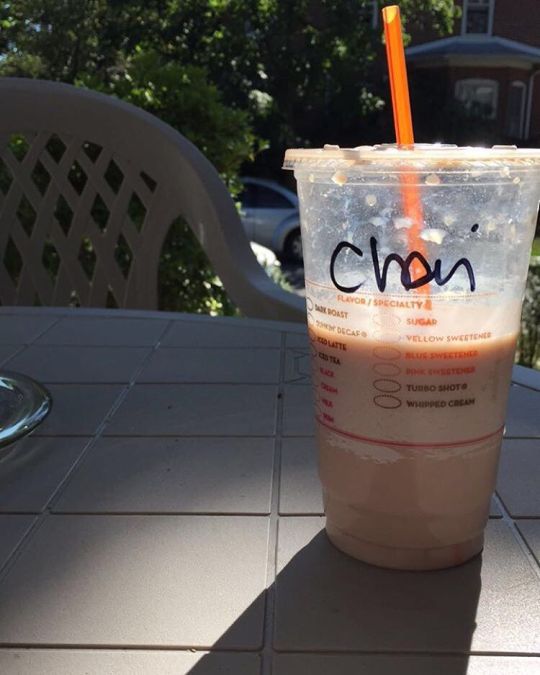 Chai
FLAVOR / SPECIALTY
DARK ROAST
DUNKIN' DECAF®
ICED LATTE
ICED TEA
BLACK
CREAM
MILK
SUGAR
YELLOW SWEETENER
BLUE SWEETENER
PINK SWEETENER
TURBO SHOT®
WHIPPED CREAM